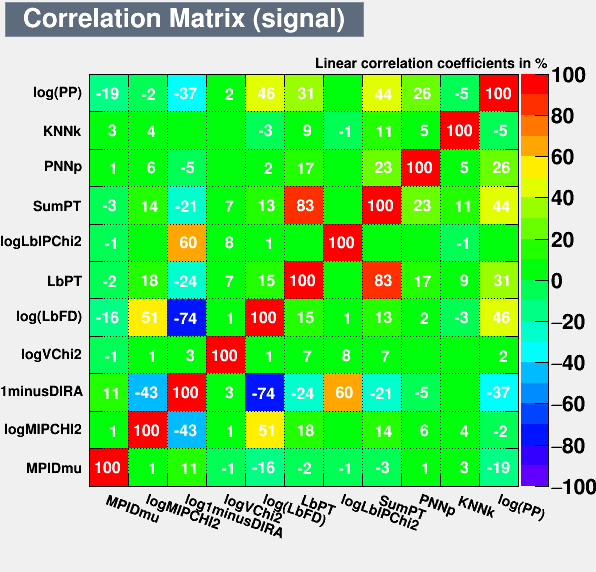 Correlation Matrix (signal)
Linear correlation coefficients in %
log(PP) -19 -2 -37 2 46 31 44 26 -5 100
KNNk 3 4 -3 9 -1 11 5 100 -5
PNNp 1 6 -5 2 17 23 100 5 26
SumPT -3 14 -21 7 13 83 100 23 11 44
logLbIPChi2 -1 60 8 1 100 -1
LbPT -2 18 -24 7 15 100 83 17 9 31
log(LbFD) -16 51 -74 1 100 15 1 13 2 -3 46
logVChi2 -1 1 3 100 1 7 8 7 2
1minusDIRA 11 -43 100 3 -74 -24 60 -21 -5 -37
logMIPCHI2 1 100 -43 1 51 18 14 6 4 -2
MPIDmu 100 1 11 -1 -16 -2 -1 -3 1 3 -19
MPIDmu logMIPCHI2 log1minusDIRA logVChi2 log(LbFD) LbPT logLbIPChi2 SumPT PNNp KNNk log(PP)
100
80
60
40
20
0
−20
−40
−60
−80
−100